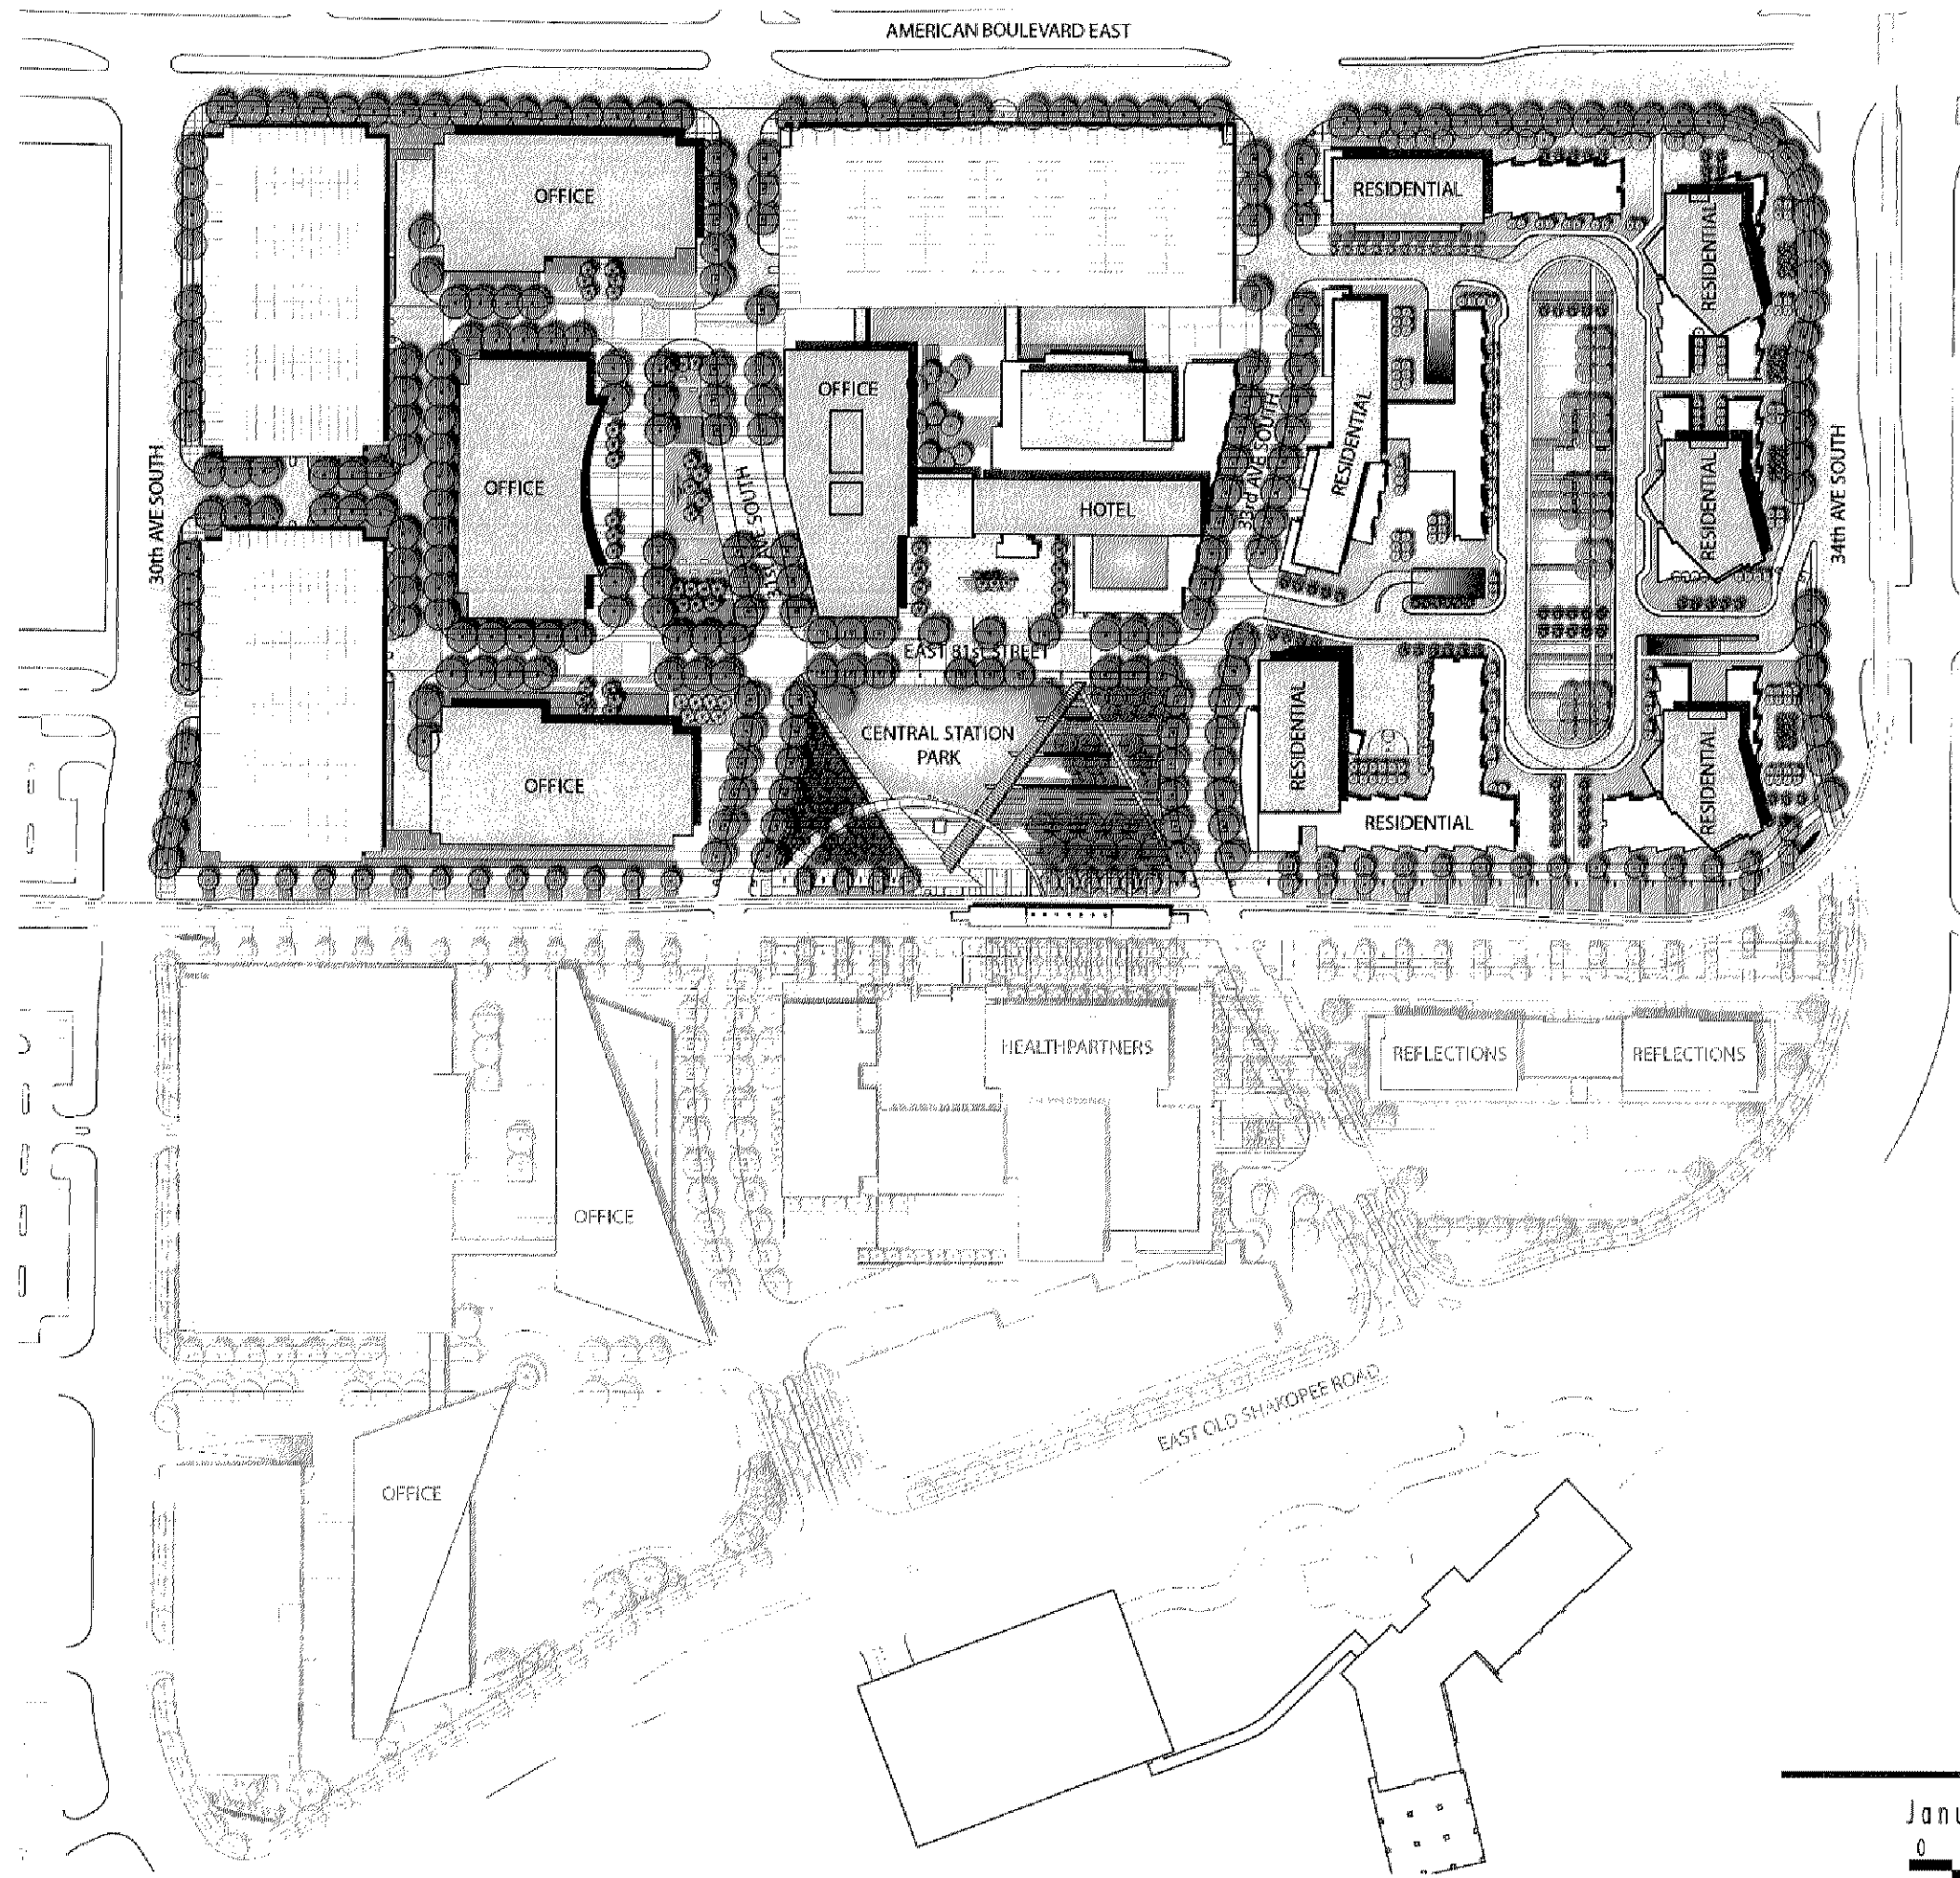 AMERICAN BOULEVARD EAST
OFFICE
RESIDENTIAL
RESIDENTIAL
OFFICE
RESIDENTIAL
30th AVE SOUTH
OFFICE
31st AVE SOUTH
HOTEL
33rd AVE SOUTH
RESIDENTIAL
34th AVE SOUTH
EAST 81st STREET
CENTRAL STATION
PARK
OFFICE
RESIDENTIAL
RESIDENTIAL
RESIDENTIAL
HEALTHPARTNERS
REFLECTIONS
REFLECTIONS
OFFICE
EAST OLD SHAKOPEE ROAD
OFFICE
Janu
0